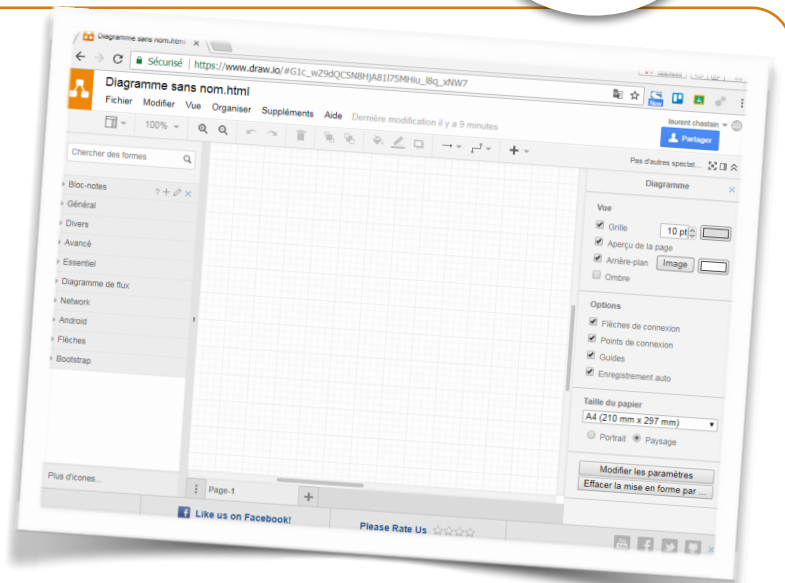 Diagramme sans nom.html
Sécurisé | https://www.draw.io/#G1c_wZ9dQCSN8HJA81l75MHiu_l8q_xNW7
New
Diagramme sans nom.html
Fichier Modifier Vue Organiser Suppléments Aide Dernière modification il y a 9 minutes
laurent chastain
Partager
100%
Pas d'autres spectat...
Chercher des formes
Bloc-notes
Général
Divers
Avancé
Essentiel
Diagramme de flux
Network
Android
Flèches
Bootstrap
Plus d'icones...
Page-1
Diagramme
Vue
Grille 10 pt
Aperçu de la page
Arrière-plan Image
Ombre
Options
Flèches de connexion
Points de connexion
Guides
Enregistrement auto
Taille du papier
A4 (210 mm x 297 mm)
Portrait Paysage
Modifier les paramètres
Effacer la mise en forme par ...
Like us on Facebook!
Please Rate Us
You